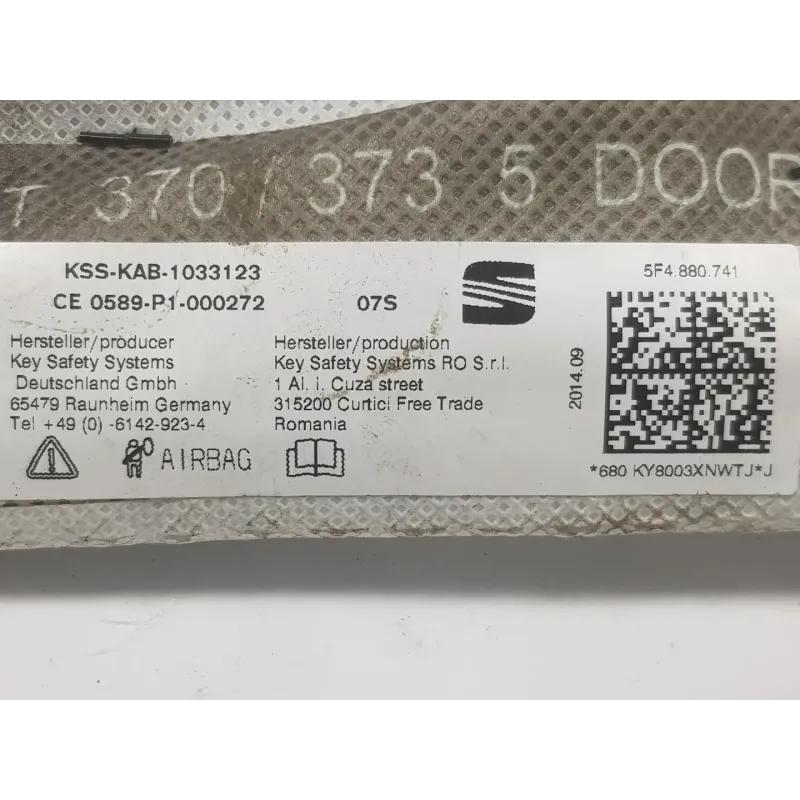 T 370 / 373 5 DOOR
KSS-KAB-1033123
CE 0589-P1-000272
07S
5F4.880.741
Hersteller/producer
Key Safety Systems
Deutschland Gmbh
65479 Raunheim Germany
Tel +49 (0) -6142-923-4
Hersteller/production
Key Safety Systems RO S.r.l.
1 Al. i. Cuza street
315200 Curtici Free Trade
Romania
2014.09
AIRBAG
*680 KY8003XNWTJ*J